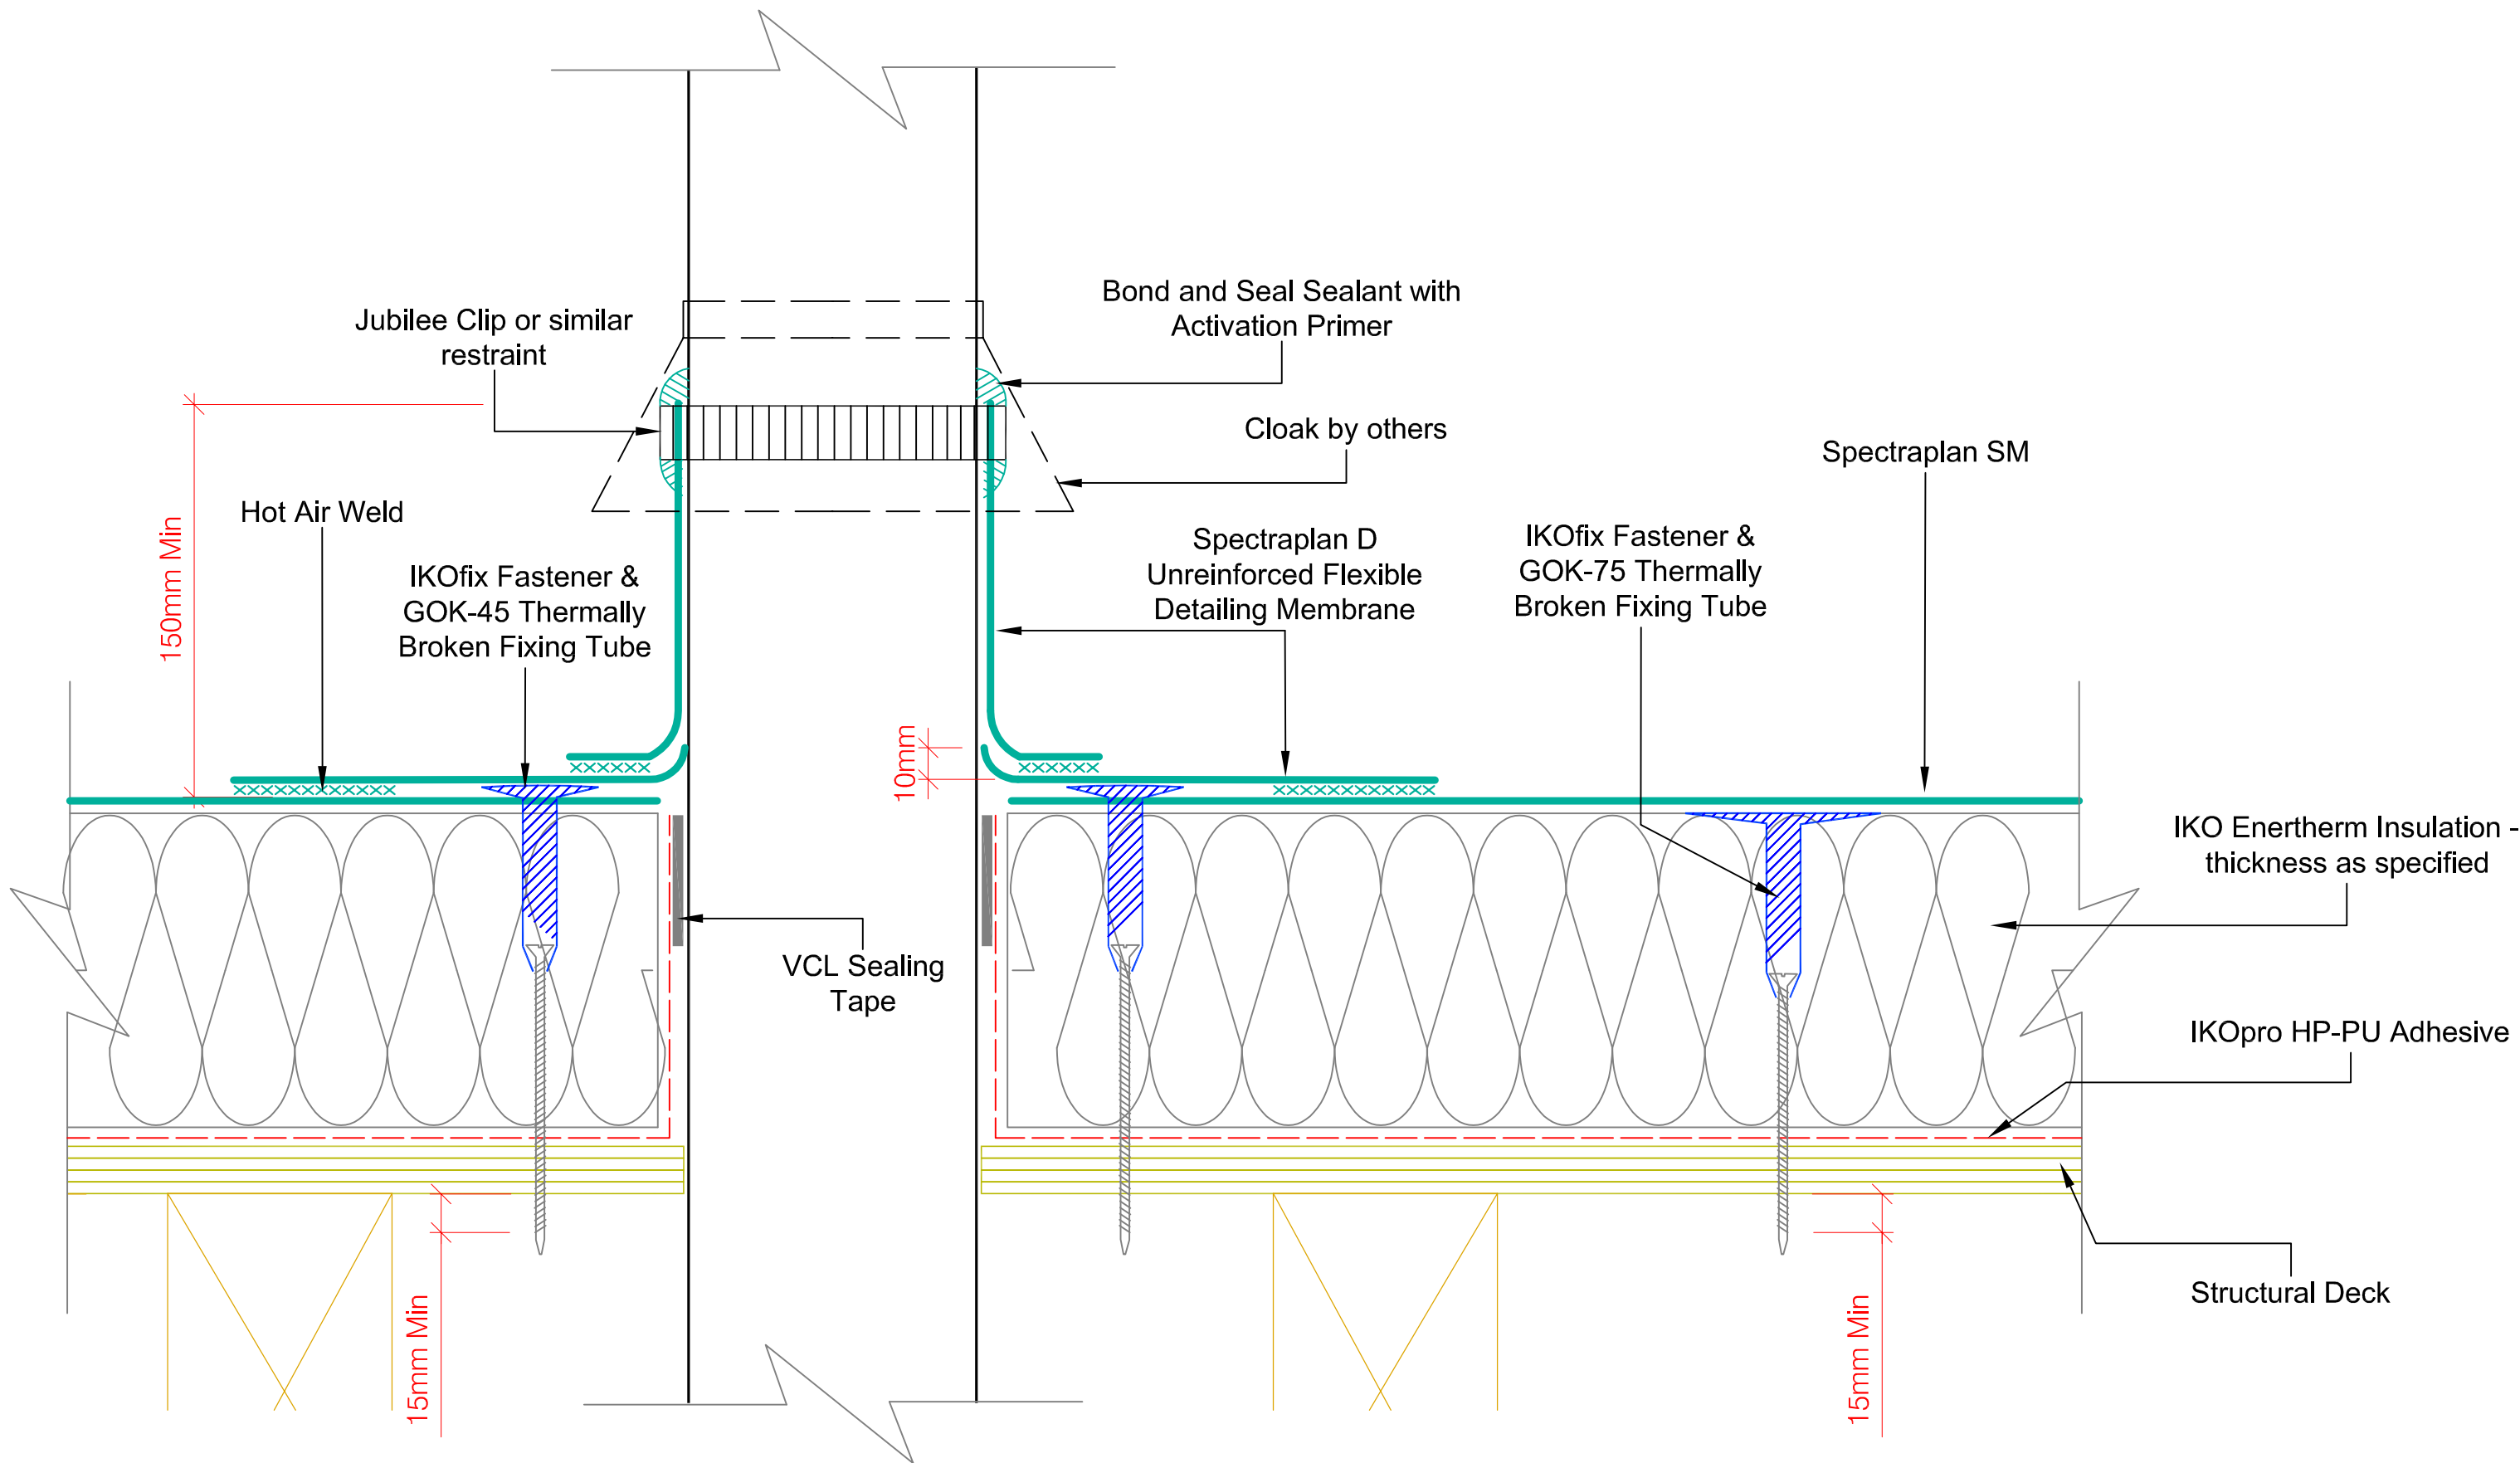 Bond and Seal Sealant with
Activation Primer
Jubilee Clip or similar
restraint
Cloak by others
Spectraplan SM
Hot Air Weld
150mm Min
IKOfix Fastener &
GOK-45 Thermally
Broken Fixing Tube
Spectraplan D
Unreinforced Flexible
Detailing Membrane
IKOfix Fastener &
GOK-75 Thermally
Broken Fixing Tube
10mm
IKO Enertherm Insulation -
thickness as specified
VCL Sealing
Tape
IKOpro HP-PU Adhesive
Structural Deck
15mm Min
15mm Min